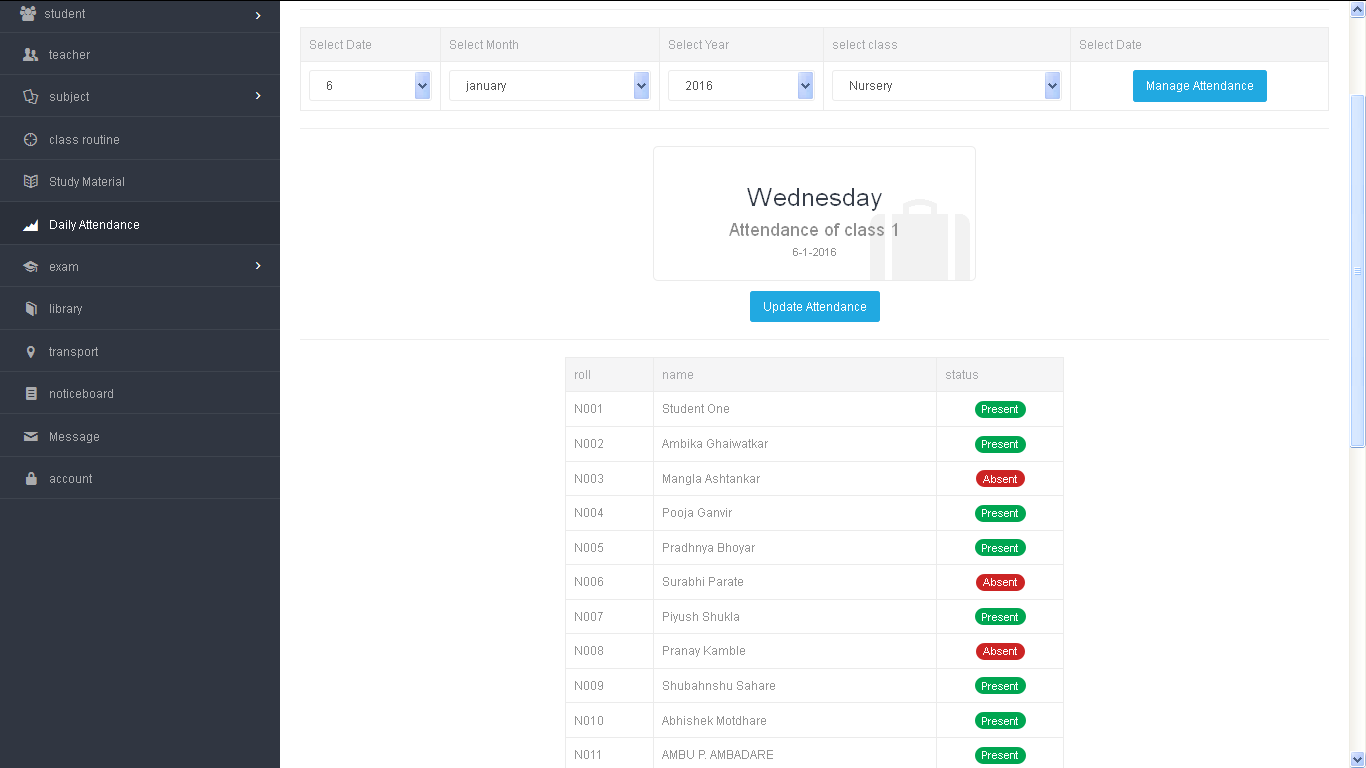 student
teacher
subject
class routine
Study Material
Daily Attendance
exam
library
transport
noticeboard
Message
account
Select Date Select Month Select Year select class Select Date
6 january 2016 Nursery Manage Attendance
Wednesday
Attendance of class 1
6-1-2016
Update Attendance
roll name status
N001 Student One Present
N002 Ambika Ghaiwatkar Present
N003 Mangla Ashtankar Absent
N004 Pooja Ganvir Present
N005 Pradhnya Bhoyar Present
N006 Surabhi Parate Absent
N007 Piyush Shukla Present
N008 Pranay Kamble Absent
N009 Shubahnshu Sahare Present
N010 Abhishek Motdhare Present
N011 AMBU P. AMBADARE Present